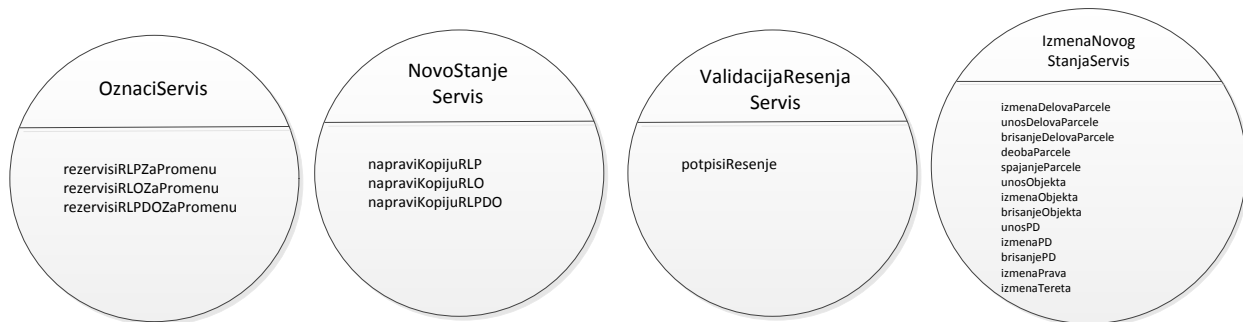 OznaciServis
rezervisiRLPZaPromenu
rezervisiRLOZaPromenu
rezervisiRLPDOZaPromenu
NovoStanje
Servis
napraviKopijuRLP
napraviKopijuRLO
napraviKopijuRLPDO
ValidacijaResenja
Servis
potpisiResenje
IzmenaNovog
StanjaServis
izmenaDelovaParcele
unosDelovaParcele
brisanjeDelovaParcele
deobaParcele
spajanjeParcele
unosObjekta
izmenaObjekta
brisanjeObjekta
unosPD
izmenaPD
brisanjePD
izmenaPrava
izmenaTereta